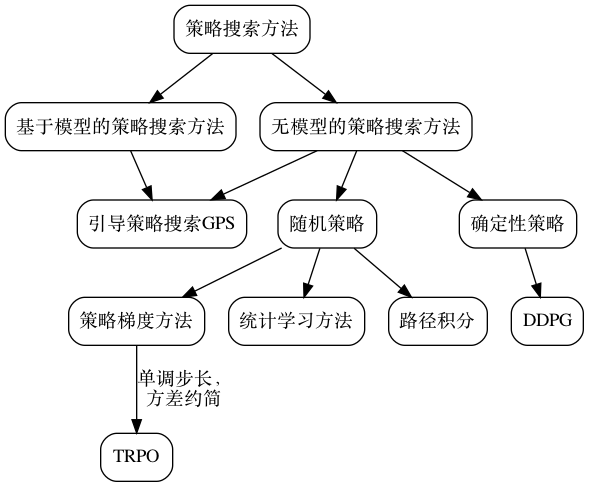 策略搜索方法
基于模型的策略搜索方法
无模型的策略搜索方法
引导策略搜索GPS
随机策略
确定性策略
策略梯度方法
统计学习方法
路径积分
DDPG
单调步长，
方差约简
TRPO